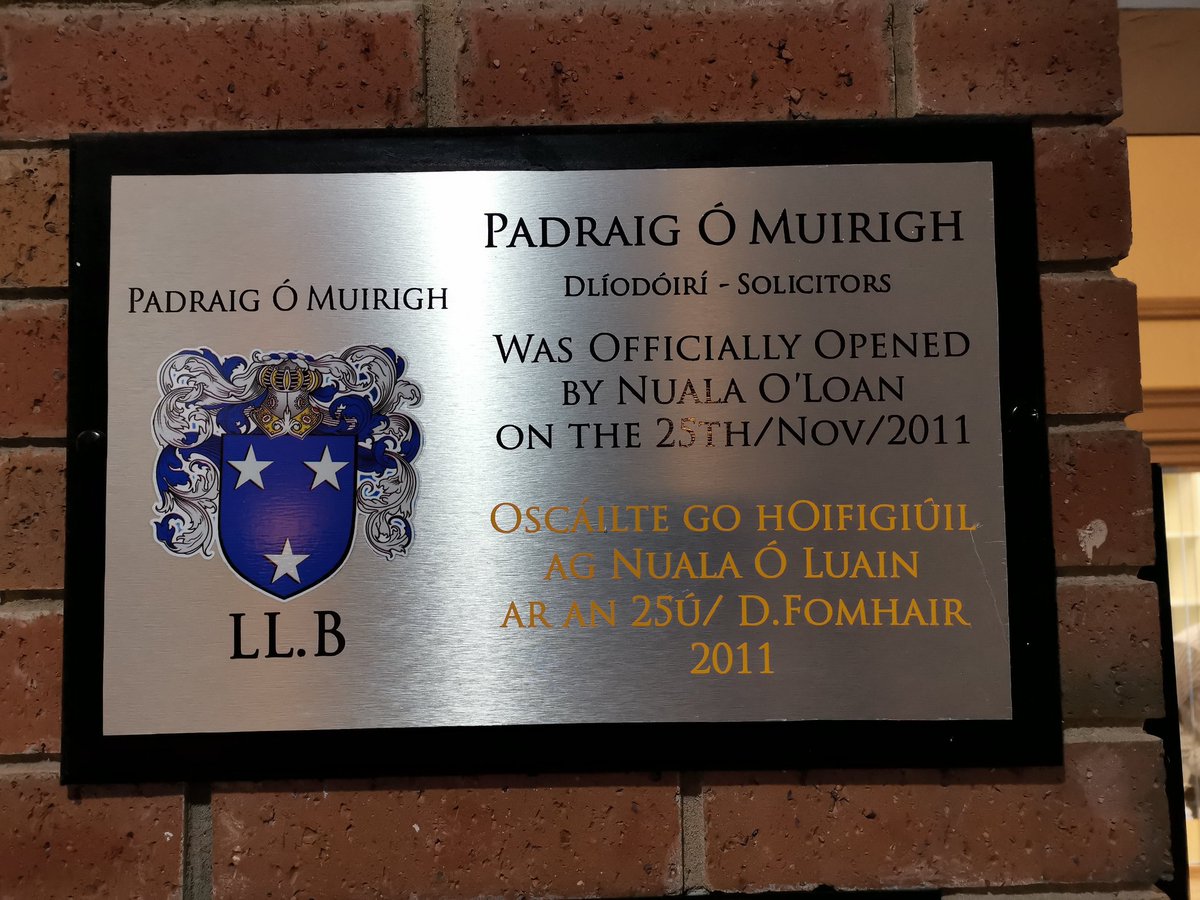 PADRAIG Ó MUIRIGH
LL.B
PADRAIG Ó MUIRIGH
DLÍODÓIRÍ - SOLICITORS
WAS OFFICIALLY OPENED
BY NUALA O'LOAN
ON THE 25TH/NOV/2011
OSCÁILTE GO HOIFIGIÛIL
AG NUALA Ó LUAIN
AR AN 25Ú/ D.FOMHAIR
2011